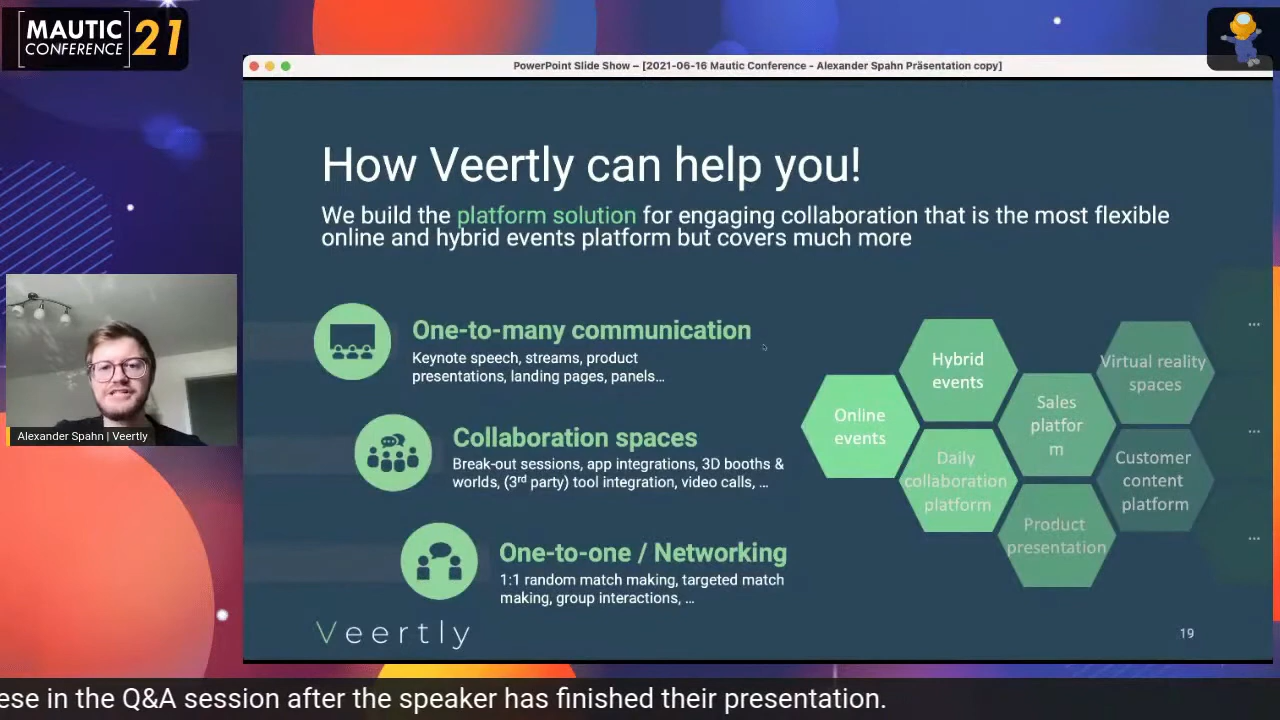 MAUTIC
CONFERENCE
21
PowerPoint Slide Show – [2021-06-16 Mautic Conference - Alexander Spahn Präsentation copy]
How Veertly can help you!
We build the platform solution for engaging collaboration that is the most flexible
online and hybrid events platform but covers much more
One-to-many communication
Keynote speech, streams, product
presentations, landing pages, panels...
Collaboration spaces
Break-out sessions, app integrations, 3D booths &
worlds, (3rd party) tool integration, video calls, ...
One-to-one / Networking
1:1 random match making, targeted match
making, group interactions, ...
Online
events
Hybrid
events
Daily
collaboration
platform
Sales
platfor
m
Product
presentation
Virtual reality
spaces
Customer
content
platform
...
...
...
Veertly
19
Alexander Spahn | Veertly
ese in the Q&A session after the speaker has finished their presentation.